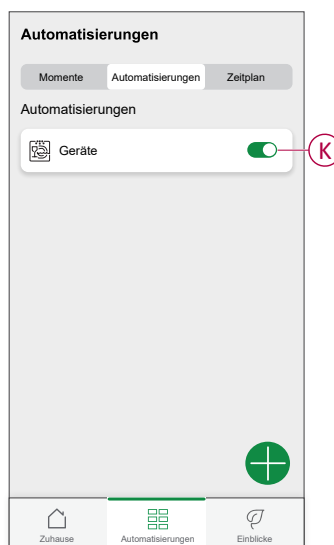 Automatisierungen
Momente Automatisierungen Zeitplan
Automatisierungen
Geräte
K
Zuhause Automatisierungen Einblicke